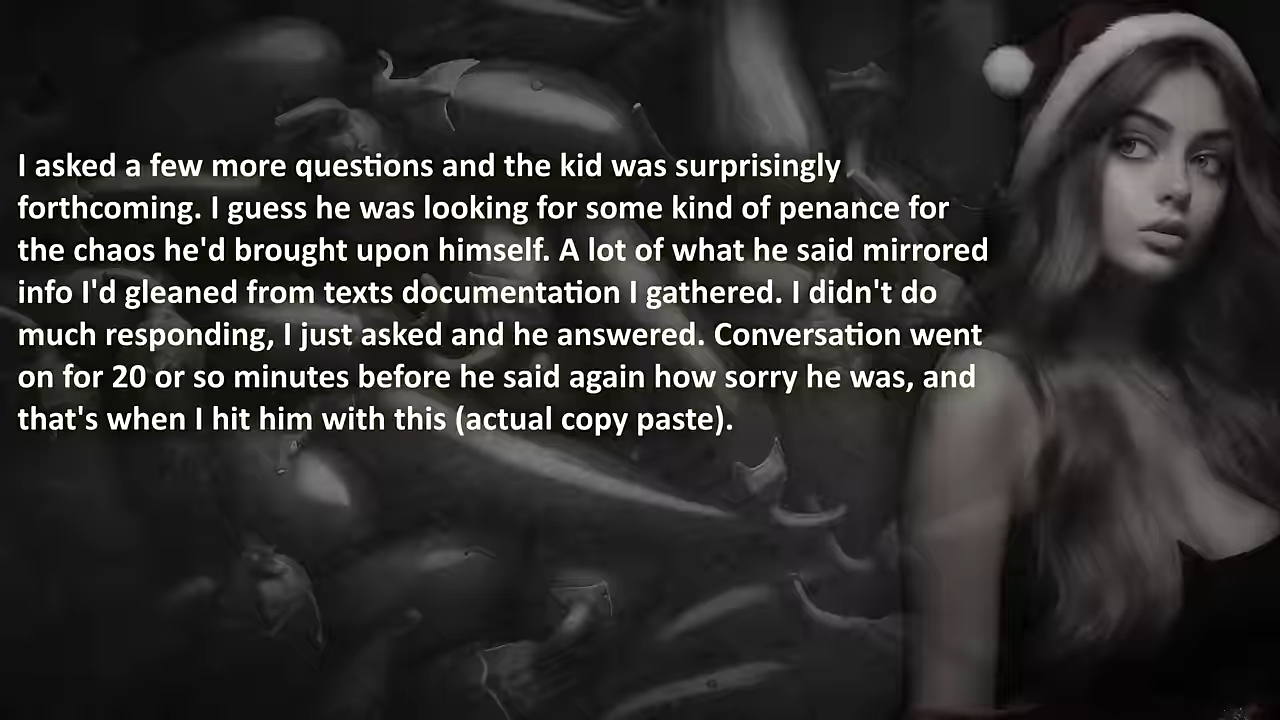 I asked a few more questions and the kid was surprisingly
forthcoming. I guess he was looking for some kind of penance for
the chaos he'd brought upon himself. A lot of what he said mirrored
info I'd gleaned from texts documentation I gathered. I didn't do
much responding, I just asked and he answered. Conversation went
on for 20 or so minutes before he said again how sorry he was, and
that's when I hit him with this (actual copy paste).